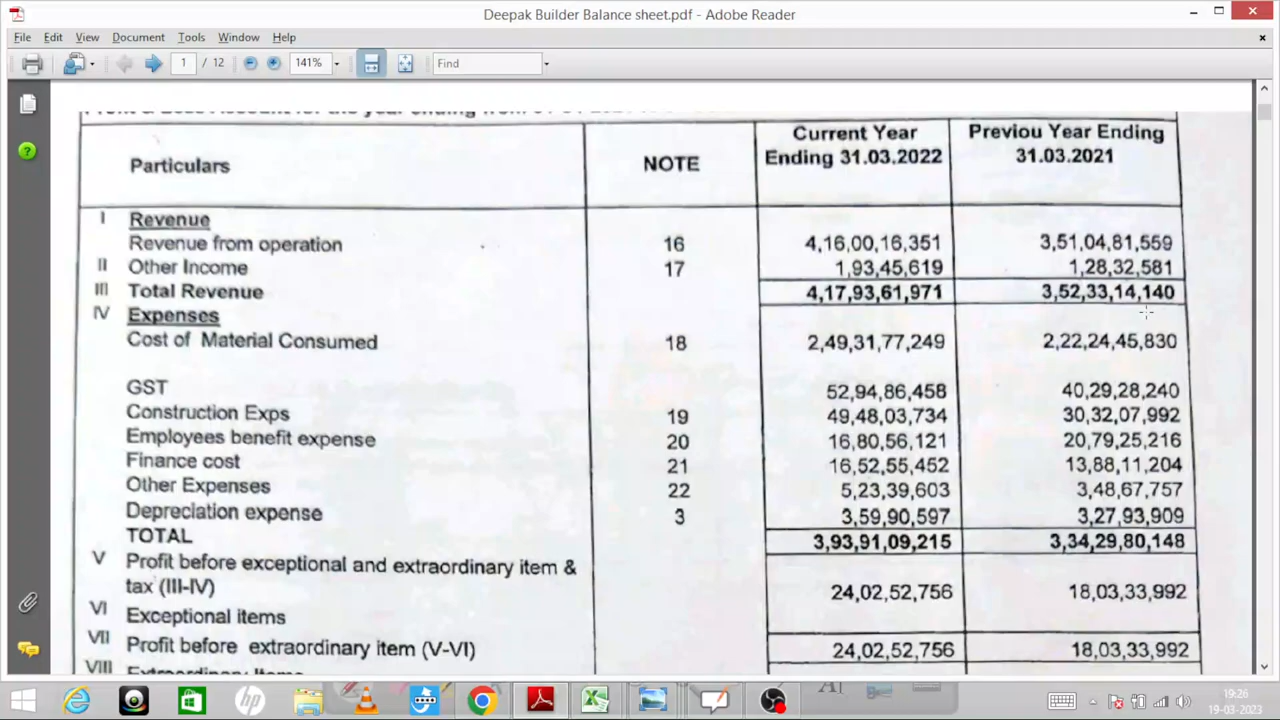 Deepak Builder Balance sheet.pdf - Adobe Reader
File Edit View Document Tools Window Help
1 / 12 141% Find
Particulars NOTE Current Year Ending 31.03.2022 Previou Year Ending 31.03.2021
I Revenue
Revenue from operation 16 4,16,00,16,351 3,51,04,81,559
II Other Income 17 1,93,45,619 1,28,32,581
III Total Revenue 4,17,93,61,971 3,52,33,14,140
IV Expenses
Cost of Material Consumed 18 2,49,31,77,249 2,22,24,45,830
GST 52,94,86,458 40,29,28,240
Construction Exps 19 49,48,03,734 30,32,07,992
Employees benefit expense 20 16,80,56,121 20,79,25,216
Finance cost 21 16,52,55,452 13,88,11,204
Other Expenses 22 5,23,39,603 3,48,67,757
Depreciation expense 3 3,59,90,597 3,27,93,909
TOTAL 3,93,91,09,215 3,34,29,80,148
V Profit before exceptional and extraordinary item &
tax (III-IV) 24,02,52,756 18,03,33,992
VI Exceptional items
VII Profit before extraordinary item (V-VI) 24,02,52,756 18,03,33,992
VIII
19:26
19-03-2023